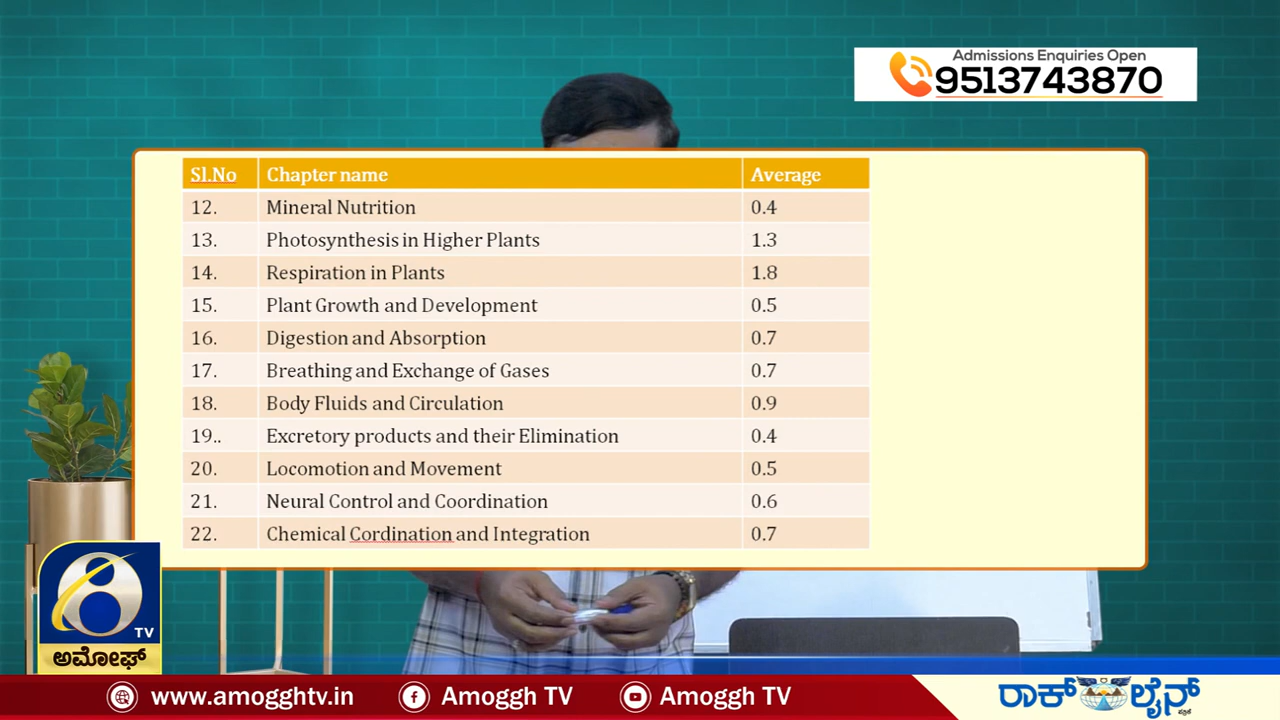 Admissions Enquiries Open
9513743870
Sl.No Chapter name Average
12. Mineral Nutrition 0.4
13. Photosynthesis in Higher Plants 1.3
14. Respiration in Plants 1.8
15. Plant Growth and Development 0.5
16. Digestion and Absorption 0.7
17. Breathing and Exchange of Gases 0.7
18. Body Fluids and Circulation 0.9
19.. Excretory products and their Elimination 0.4
20. Locomotion and Movement 0.5
21. Neural Control and Coordination 0.6
22. Chemical Cordination and Integration 0.7
TV
ಅಮೋಘ್
www.amogghtv.in Amoggh TV Amoggh TV
ರಾಕ್ ಲೈನ್